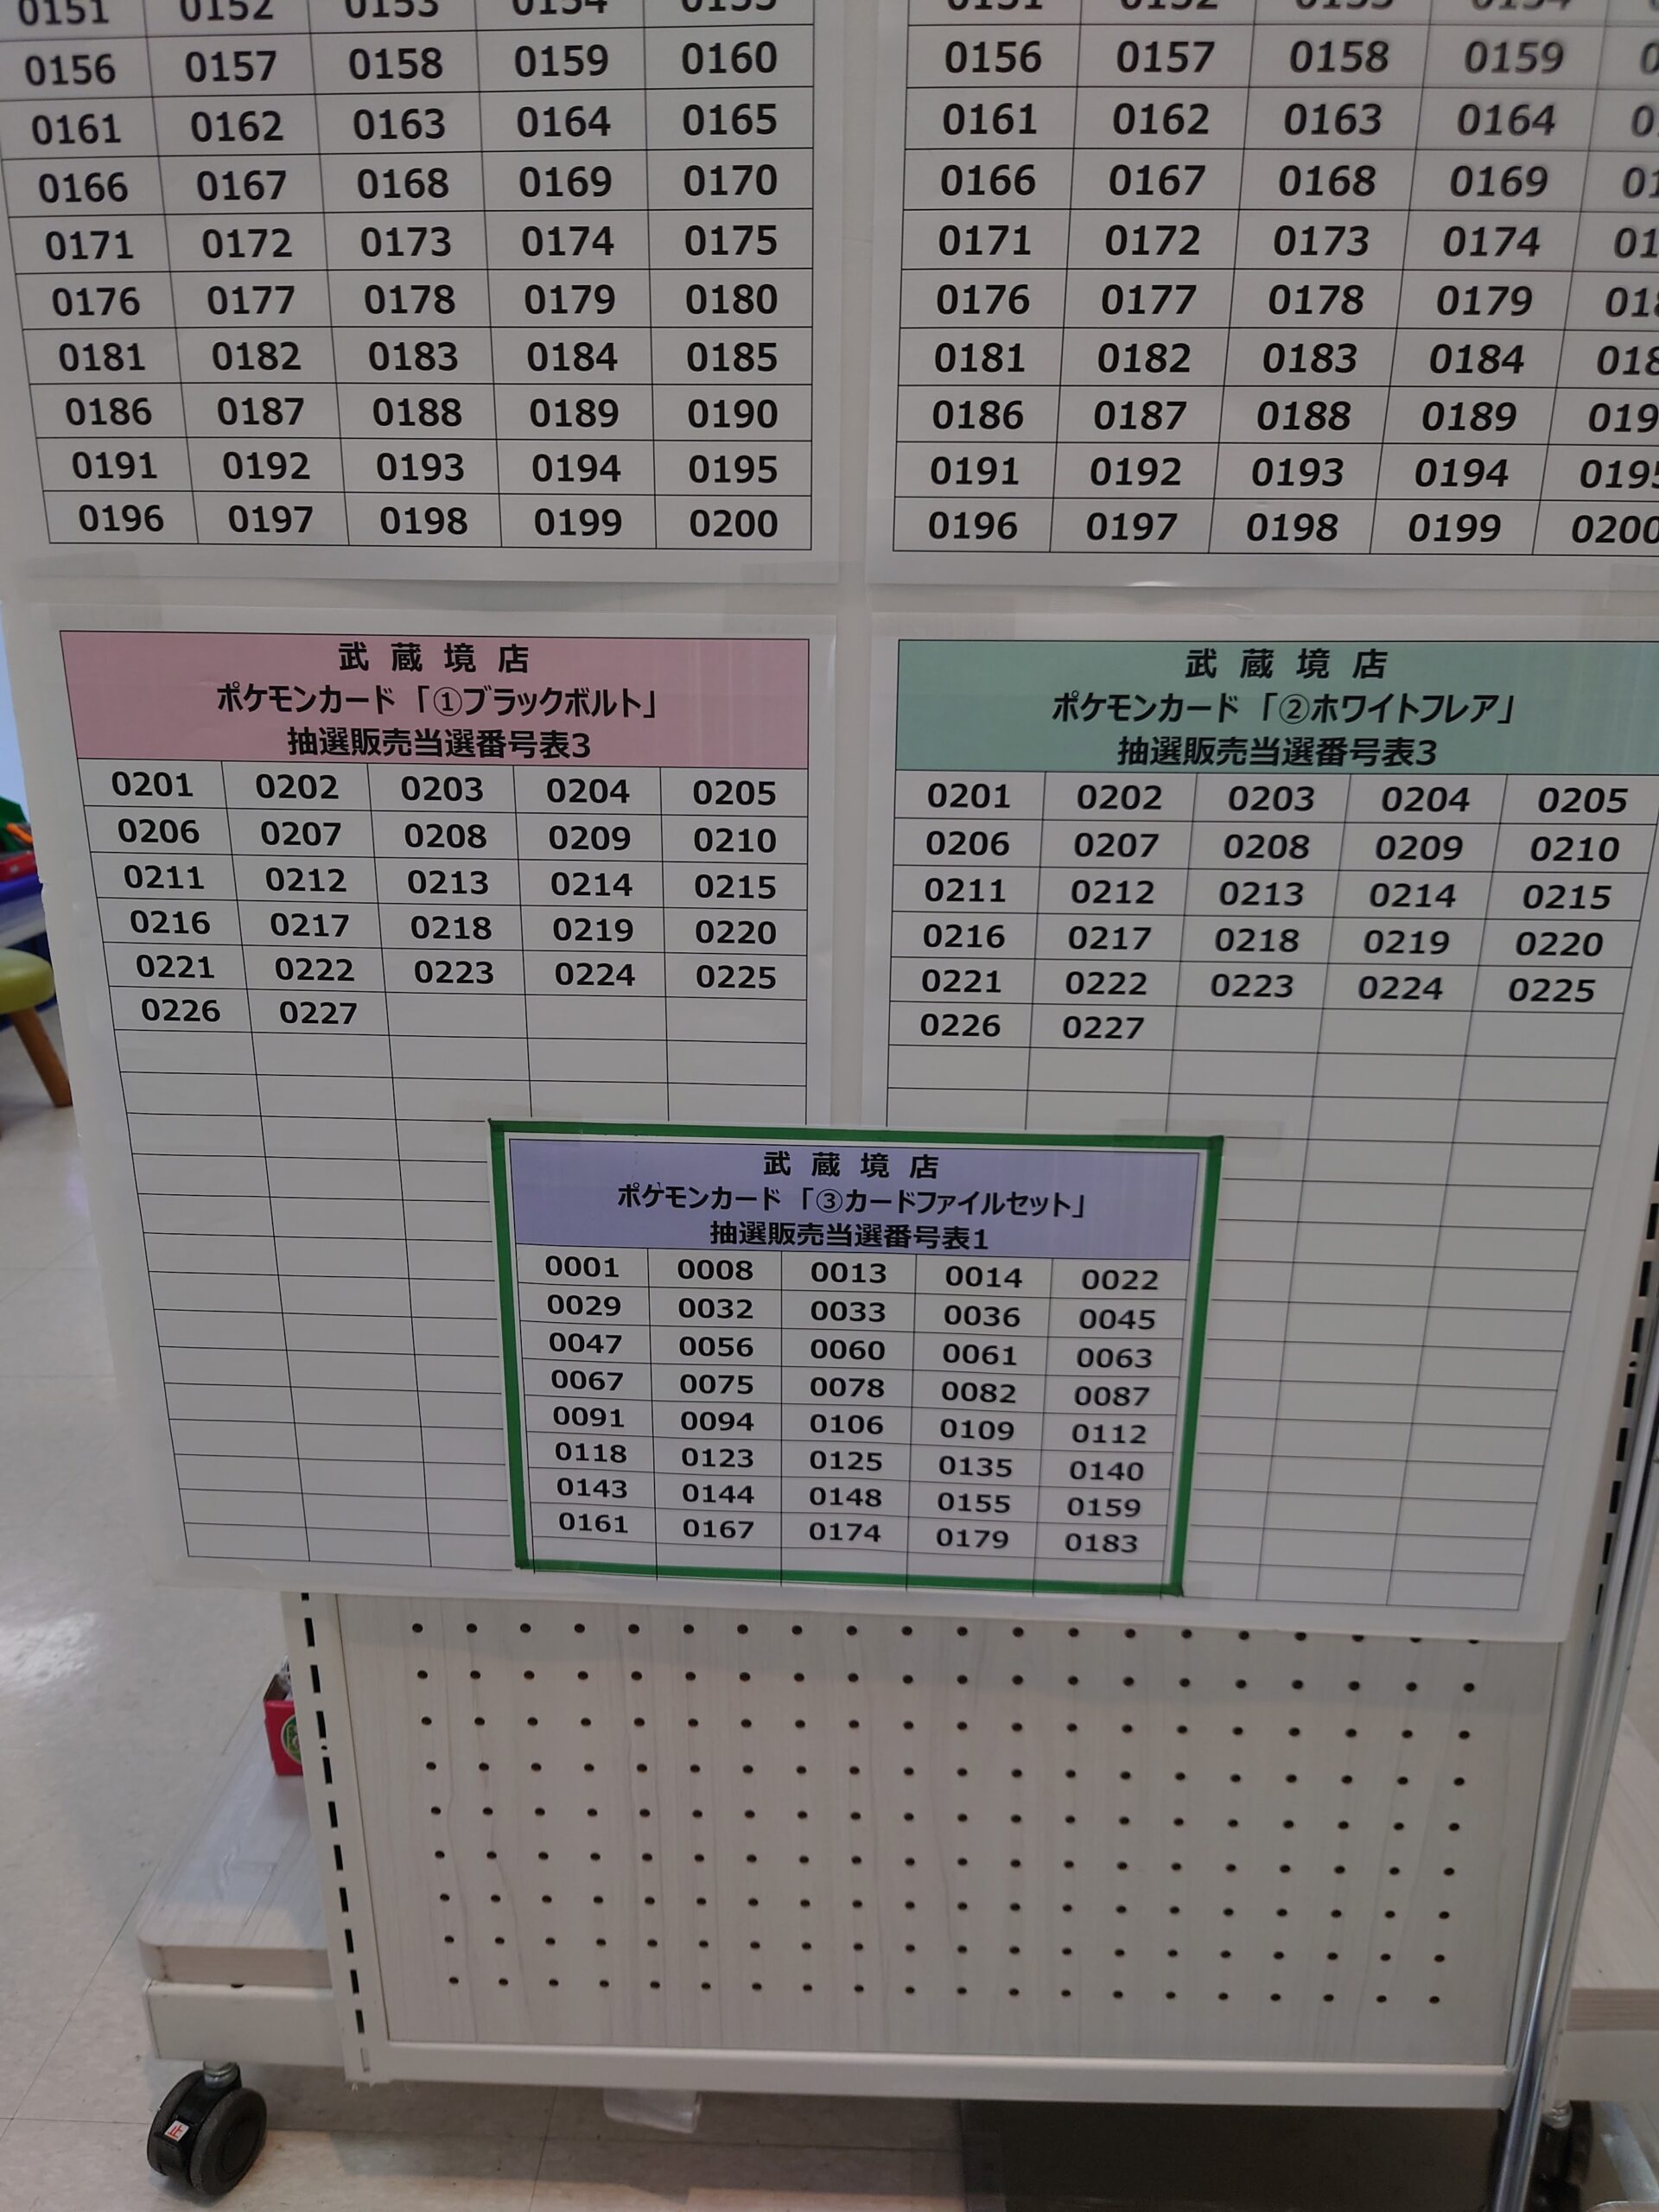 0151 0152 0153 0154 0155
0156 0157 0158 0159 0160
0161 0162 0163 0164 0165
0166 0167 0168 0169 0170
0171 0172 0173 0174 0175
0176 0177 0178 0179 0180
0181 0182 0183 0184 0185
0186 0187 0188 0189 0190
0191 0192 0193 0194 0195
0196 0197 0198 0199 0200
0151 0152 0153 0154
0156 0157 0158 0159
0161 0162 0163 0164
0166 0167 0168 0169
0171 0172 0173 0174
0176 0177 0178 0179
0181 0182 0183 0184
0186 0187 0188 0189
0191 0192 0193 0194 0195
0196 0197 0198 0199 0200
武蔵境店
ポケモンカード「①ブラックボルト」
抽選販売当選番号表3
0201 0202 0203 0204 0205
0206 0207 0208 0209 0210
0211 0212 0213 0214 0215
0216 0217 0218 0219 0220
0221 0222 0223 0224 0225
0226 0227
武蔵境店
ポケモンカード「②ホワイトフレア」
抽選販売当選番号表3
0201 0202 0203 0204 0205
0206 0207 0208 0209 0210
0211 0212 0213 0214 0215
0216 0217 0218 0219 0220
0221 0222 0223 0224 0225
0226 0227
武蔵境店
ポケモンカード「③カードファイルセット」
抽選販売当選番号表1
0001 0008 0013 0014 0022
0029 0032 0033 0036 0045
0047 0056 0060 0061 0063
0067 0075 0078 0082 0087
0091 0094 0106 0109 0112
0118 0123 0125 0135 0140
0143 0144 0148 0155 0159
0161 0167 0174 0179 0183
止